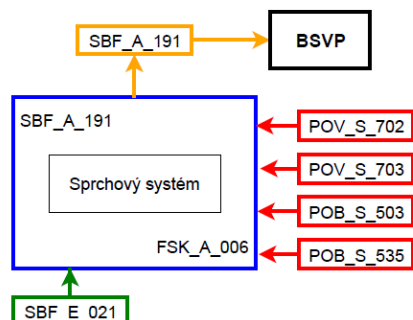 SBF_A_191
BSVP
SBF_A_191
POV_S_702
POV_S_703
Sprchový systém
POB_S_503
FSK_A_006
POB_S_535
SBF_E_021